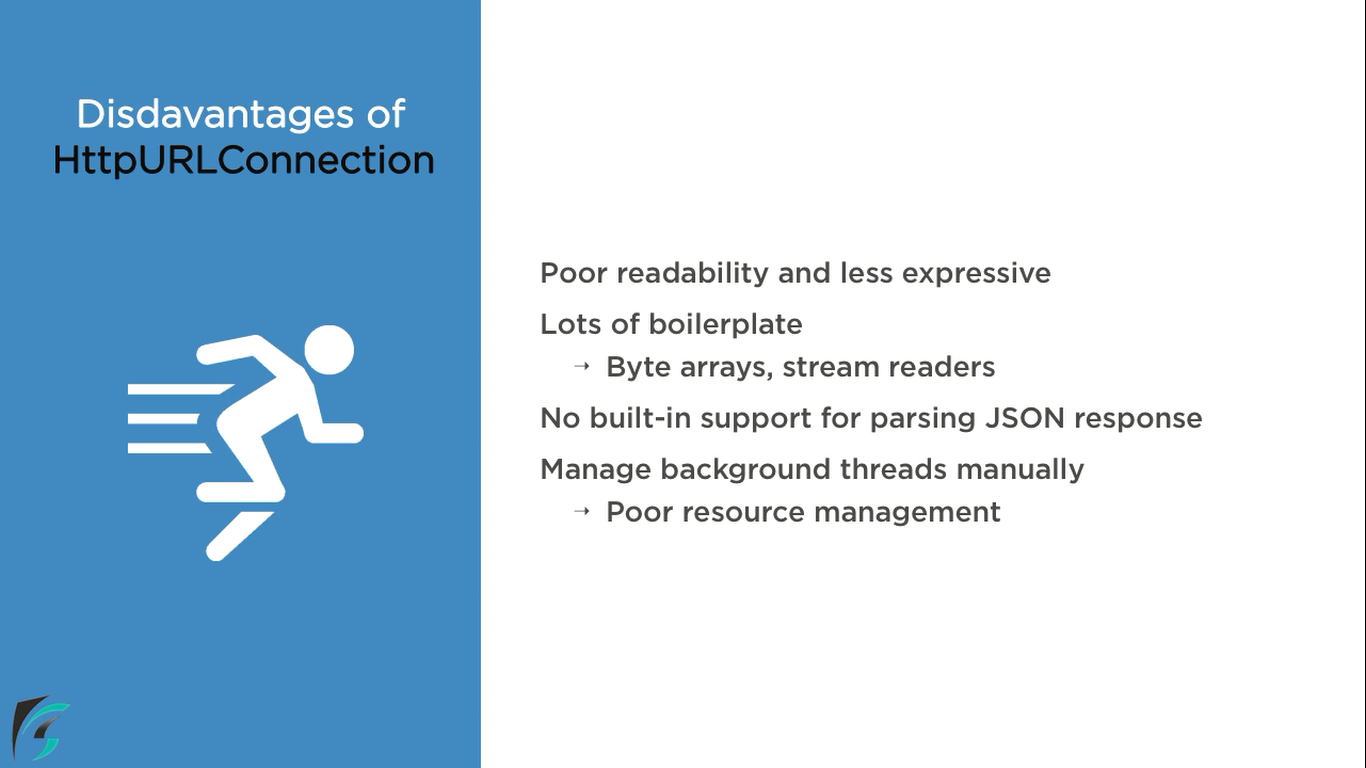 Disdavantages of
HttpURLConnection
Poor readability and less expressive
Lots of boilerplate
→ Byte arrays, stream readers
No built-in support for parsing JSON response
Manage background threads manually
→ Poor resource management